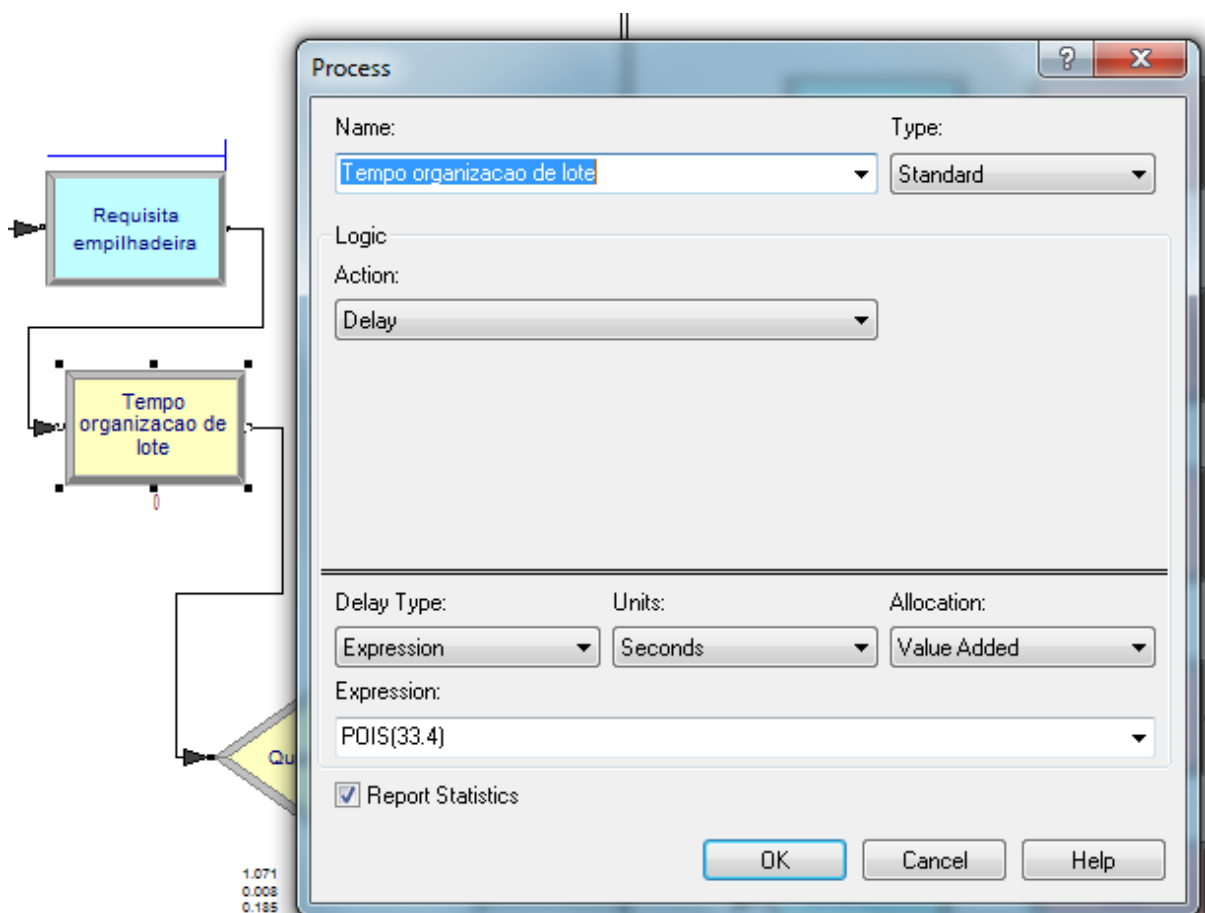 Process
Name:
Type:
Tempo organizacao de lote
Standard
Logic
Action:
Delay
Delay Type:
Units:
Allocation:
Expression
Seconds
Value Added
Expression:
POIS(33.4)
Report Statistics
OK
Cancel
Help
Requisita
empilhadeira
Tempo
organizacao de
lote
0
Qu
1.071
0.008
0.185